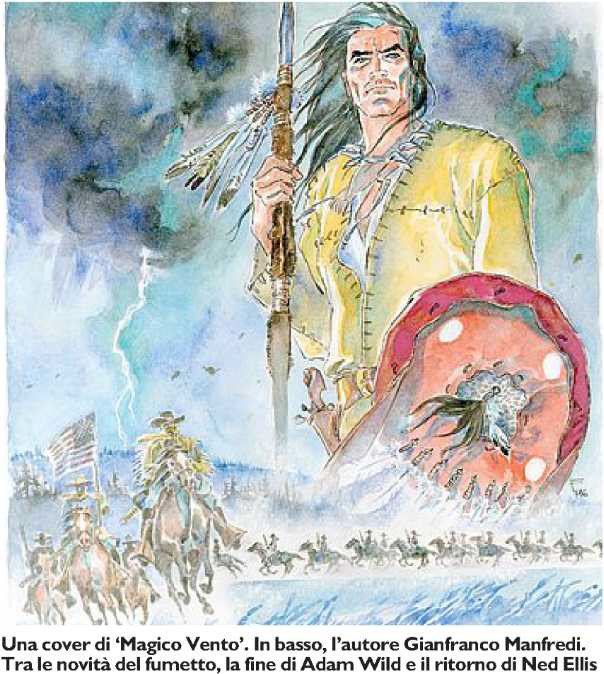 Una cover di ‘Magico Vento’. In basso, l’autore Gianfranco Manfredi.
Tra le novità del fumetto, la fine di Adam Wild e il ritorno di Ned Ellis